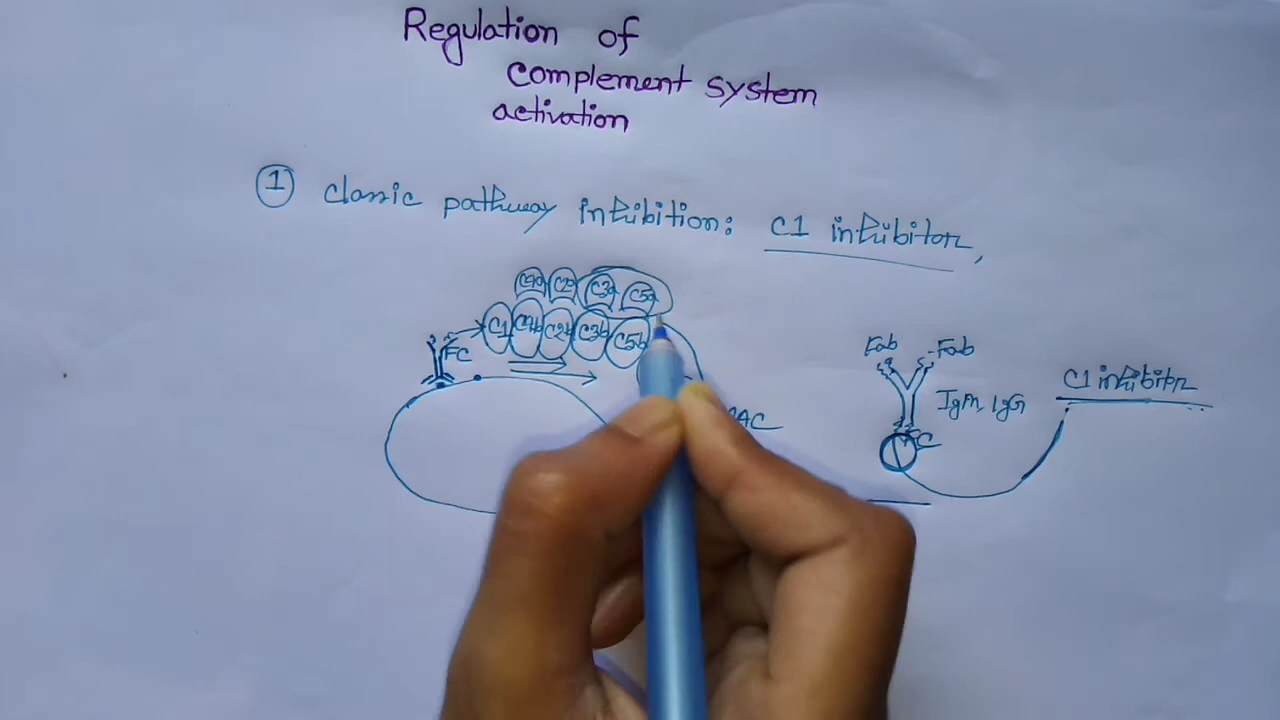 Regulation of
complement system
activation
1 classic pathway inhibition: C1 inhibitor,
C4a C2a C3a C5a
C1 C4b C2b C3b C5b
FC
Fab Fab
IgM, IgG
FC
C1 inhibitor